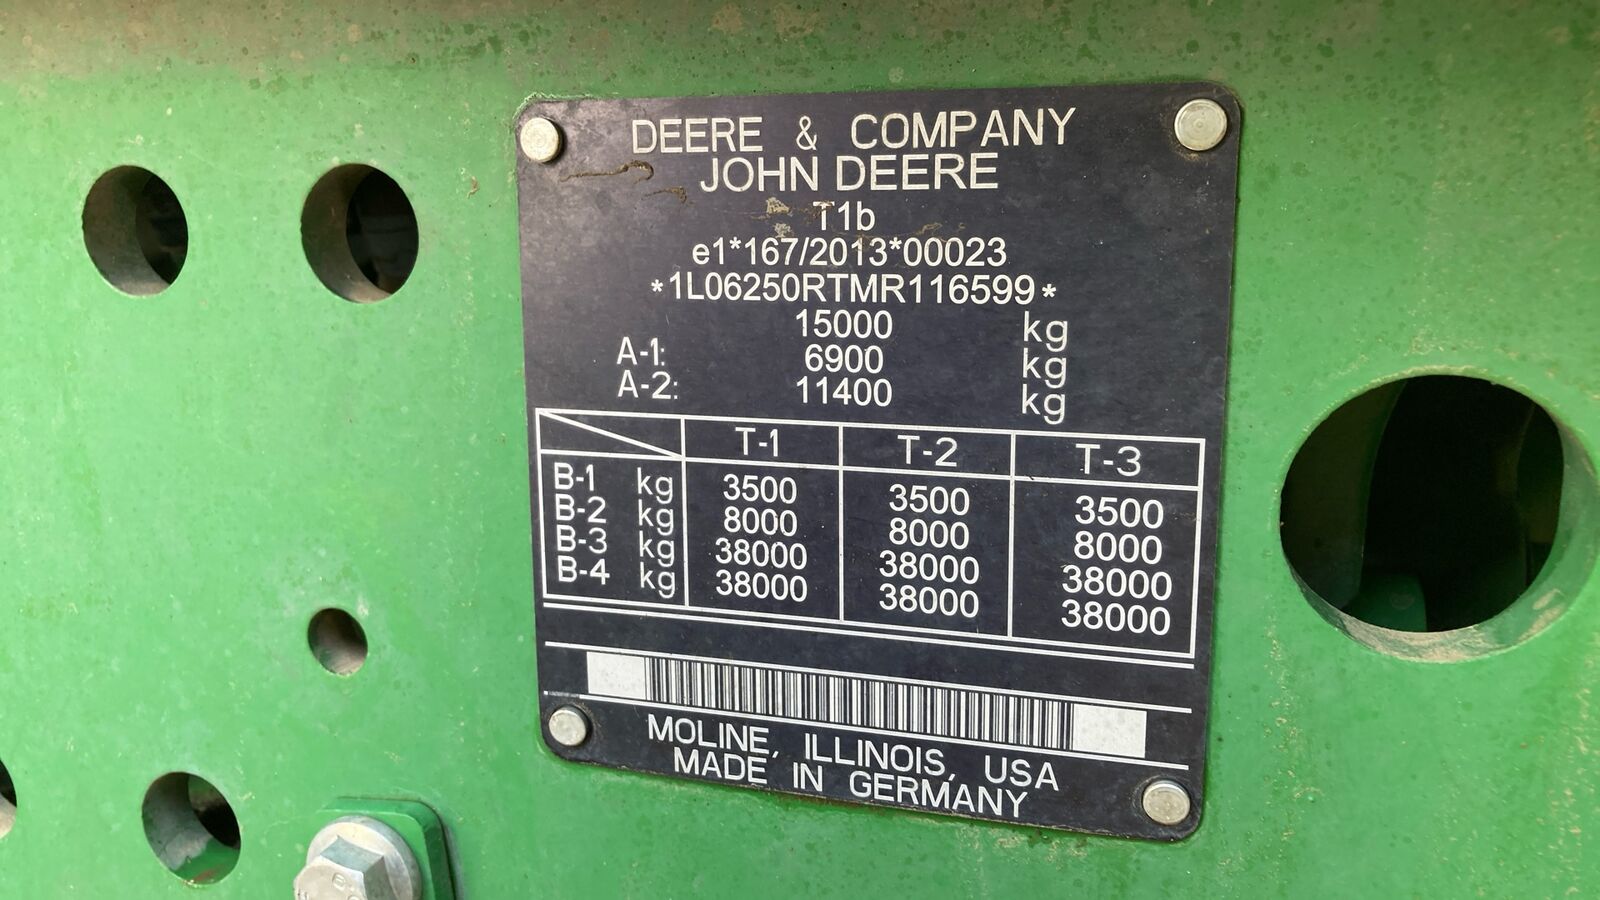 DEERE & COMPANY
JOHN DEERE
T1b
e1*167/2013*00023
*1L06250RTMR116599*
15000 kg
A-1: 6900 kg
A-2: 11400 kg
T-1 T-2 T-3
B-1 kg 3500 3500 3500
B-2 kg 8000 8000 8000
B-3 kg 38000 38000 38000
B-4 kg 38000 38000 38000
MOLINE, ILLINOIS, USA
MADE IN GERMANY